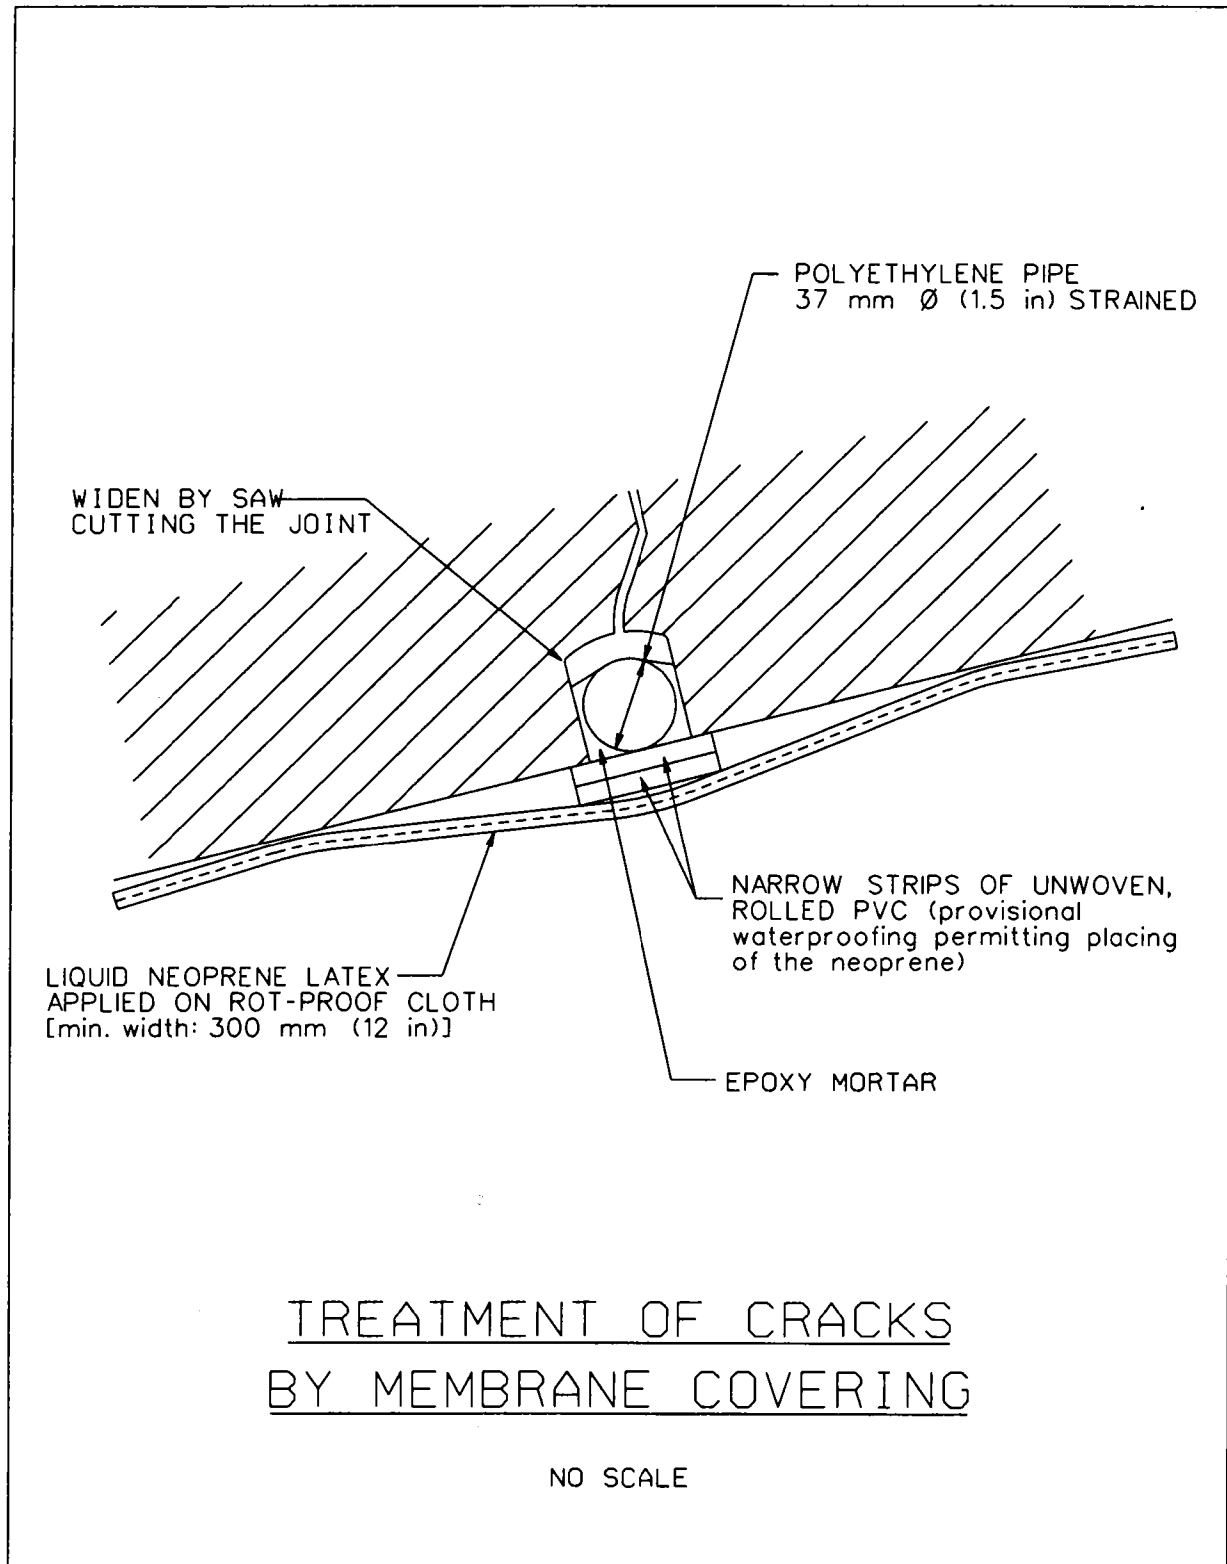 POLYETHYLENE PIPE
37 mm Ø (1.5 in) STRAINED
WIDEN BY SAW
CUTTING THE JOINT
NARROW STRIPS OF UNWOVEN,
ROLLED PVC (provisional
waterproofing permitting placing
of the neoprene)
LIQUID NEOPRENE LATEX
APPLIED ON ROT-PROOF CLOTH
[min. width: 300 mm (12 in)]
EPOXY MORTAR
TREATMENT OF CRACKS
BY MEMBRANE COVERING
NO SCALE